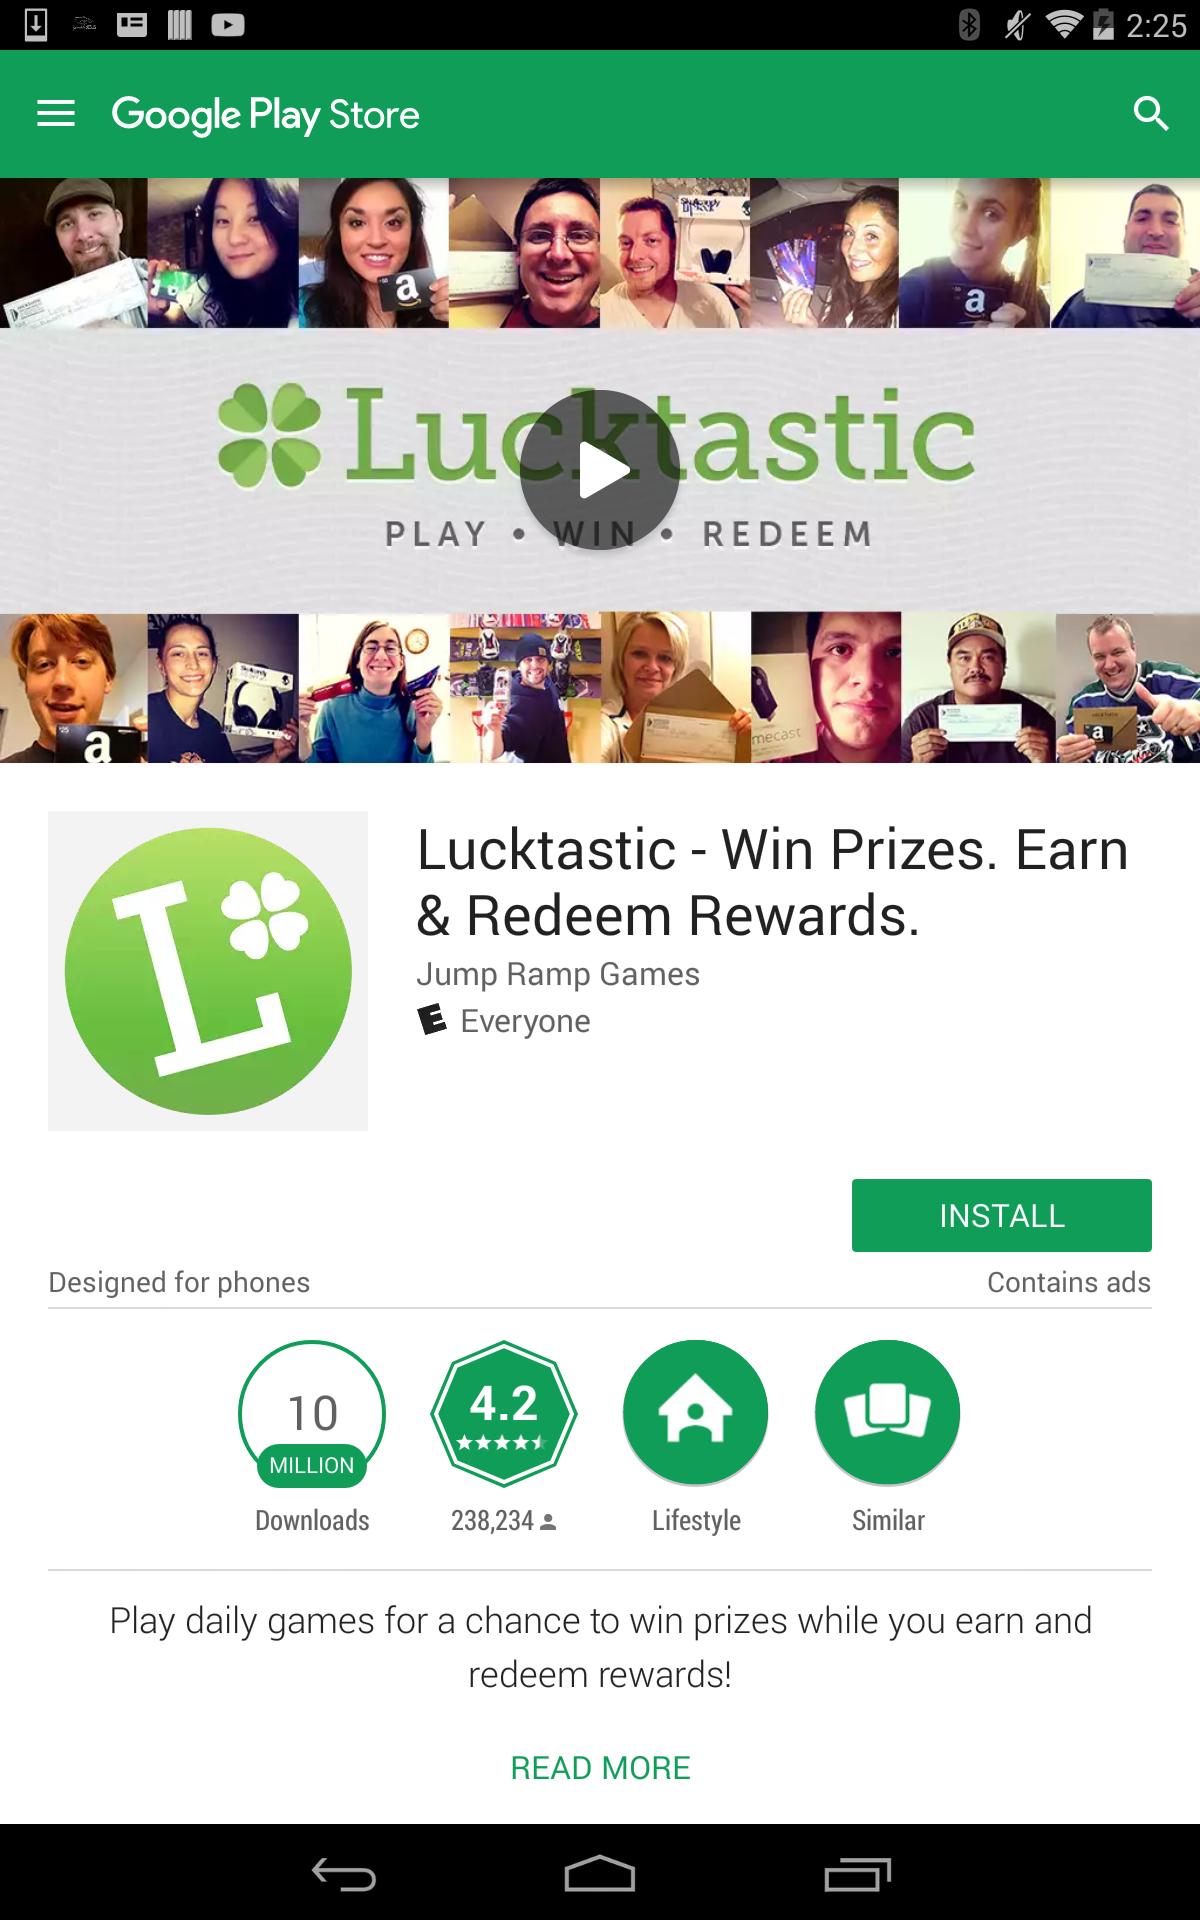 2:25
Google Play Store
Lucktastic
PLAY • WIN • REDEEM
mecast
Lucktastic - Win Prizes. Earn
& Redeem Rewards.
Jump Ramp Games
Everyone
INSTALL
Designed for phones
Contains ads
10
MILLION
4.2
Downloads
238,234
Lifestyle
Similar
Play daily games for a chance to win prizes while you earn and
redeem rewards!
READ MORE